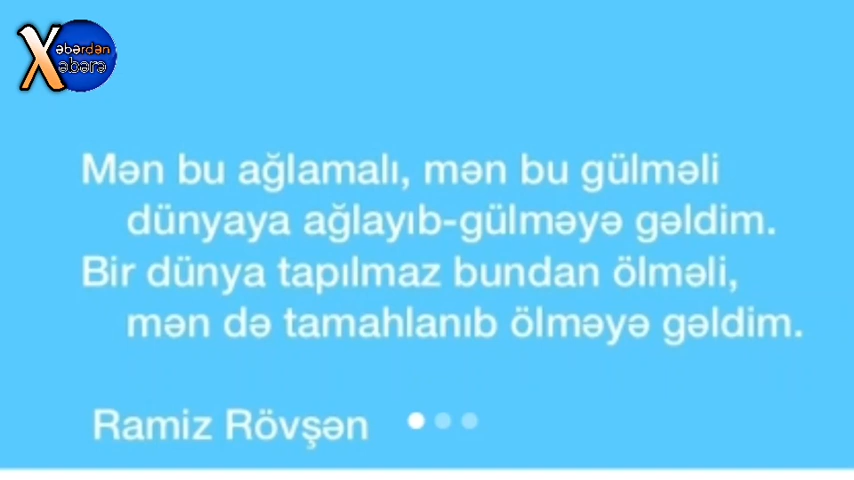 Xəbərdən
Xəbərə
Mən bu ağlamalı, mən bu gülməli
dünyaya ağlayıb-gülməyə gəldim.
Bir dünya tapılmaz bundan ölməli,
mən də tamahlanıb ölməyə gəldim.
Ramiz Rövşən